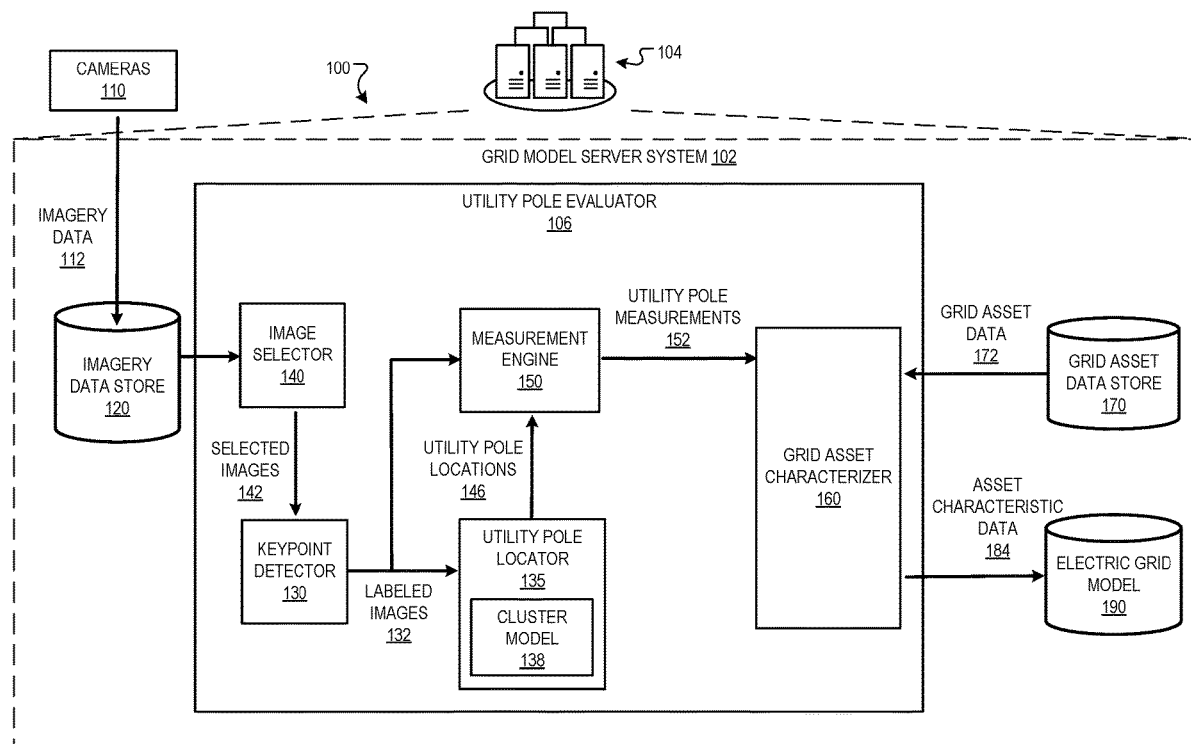 CAMERAS
110
100
104
GRID MODEL SERVER SYSTEM 102
UTILITY POLE EVALUATOR
106
IMAGERY
DATA
112
IMAGERY
DATA STORE
120
IMAGE
SELECTOR
140
SELECTED
IMAGES
142
KEYPOINT
DETECTOR
130
LABELED
IMAGES
132
MEASUREMENT
ENGINE
150
UTILITY POLE
LOCATIONS
146
UTILITY POLE
LOCATOR
135
CLUSTER
MODEL
138
UTILITY POLE
MEASUREMENTS
152
GRID ASSET
CHARACTERIZER
160
GRID ASSET
DATA
172
GRID ASSET
DATA STORE
170
ASSET
CHARACTERISTIC
DATA
184
ELECTRIC GRID
MODEL
190